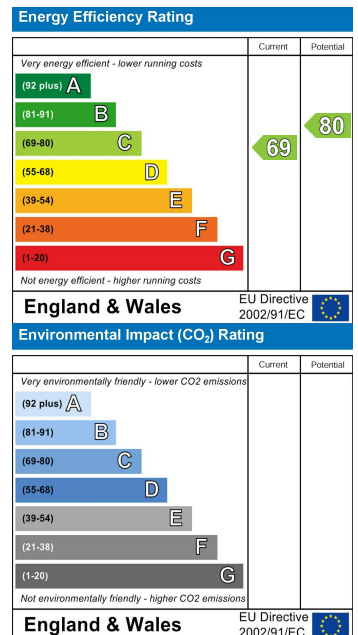 Energy Efficiency Rating
Current Potential
Very energy efficient - lower running costs
(92 plus) A
(81-91) B
(69-80) C
(55-68) D
(39-54) E
(21-38) F
(1-20) G
69
80
Not energy efficient - higher running costs
England & Wales
EU Directive
2002/91/EC
Environmental Impact (CO₂) Rating
Current Potential
Very environmentally friendly - lower CO2 emissions
(92 plus) A
(81-91) B
(69-80) C
(55-68) D
(39-54) E
(21-38) F
(1-20) G
Not environmentally friendly - higher CO2 emissions
England & Wales
EU Directive
2002/91/EC